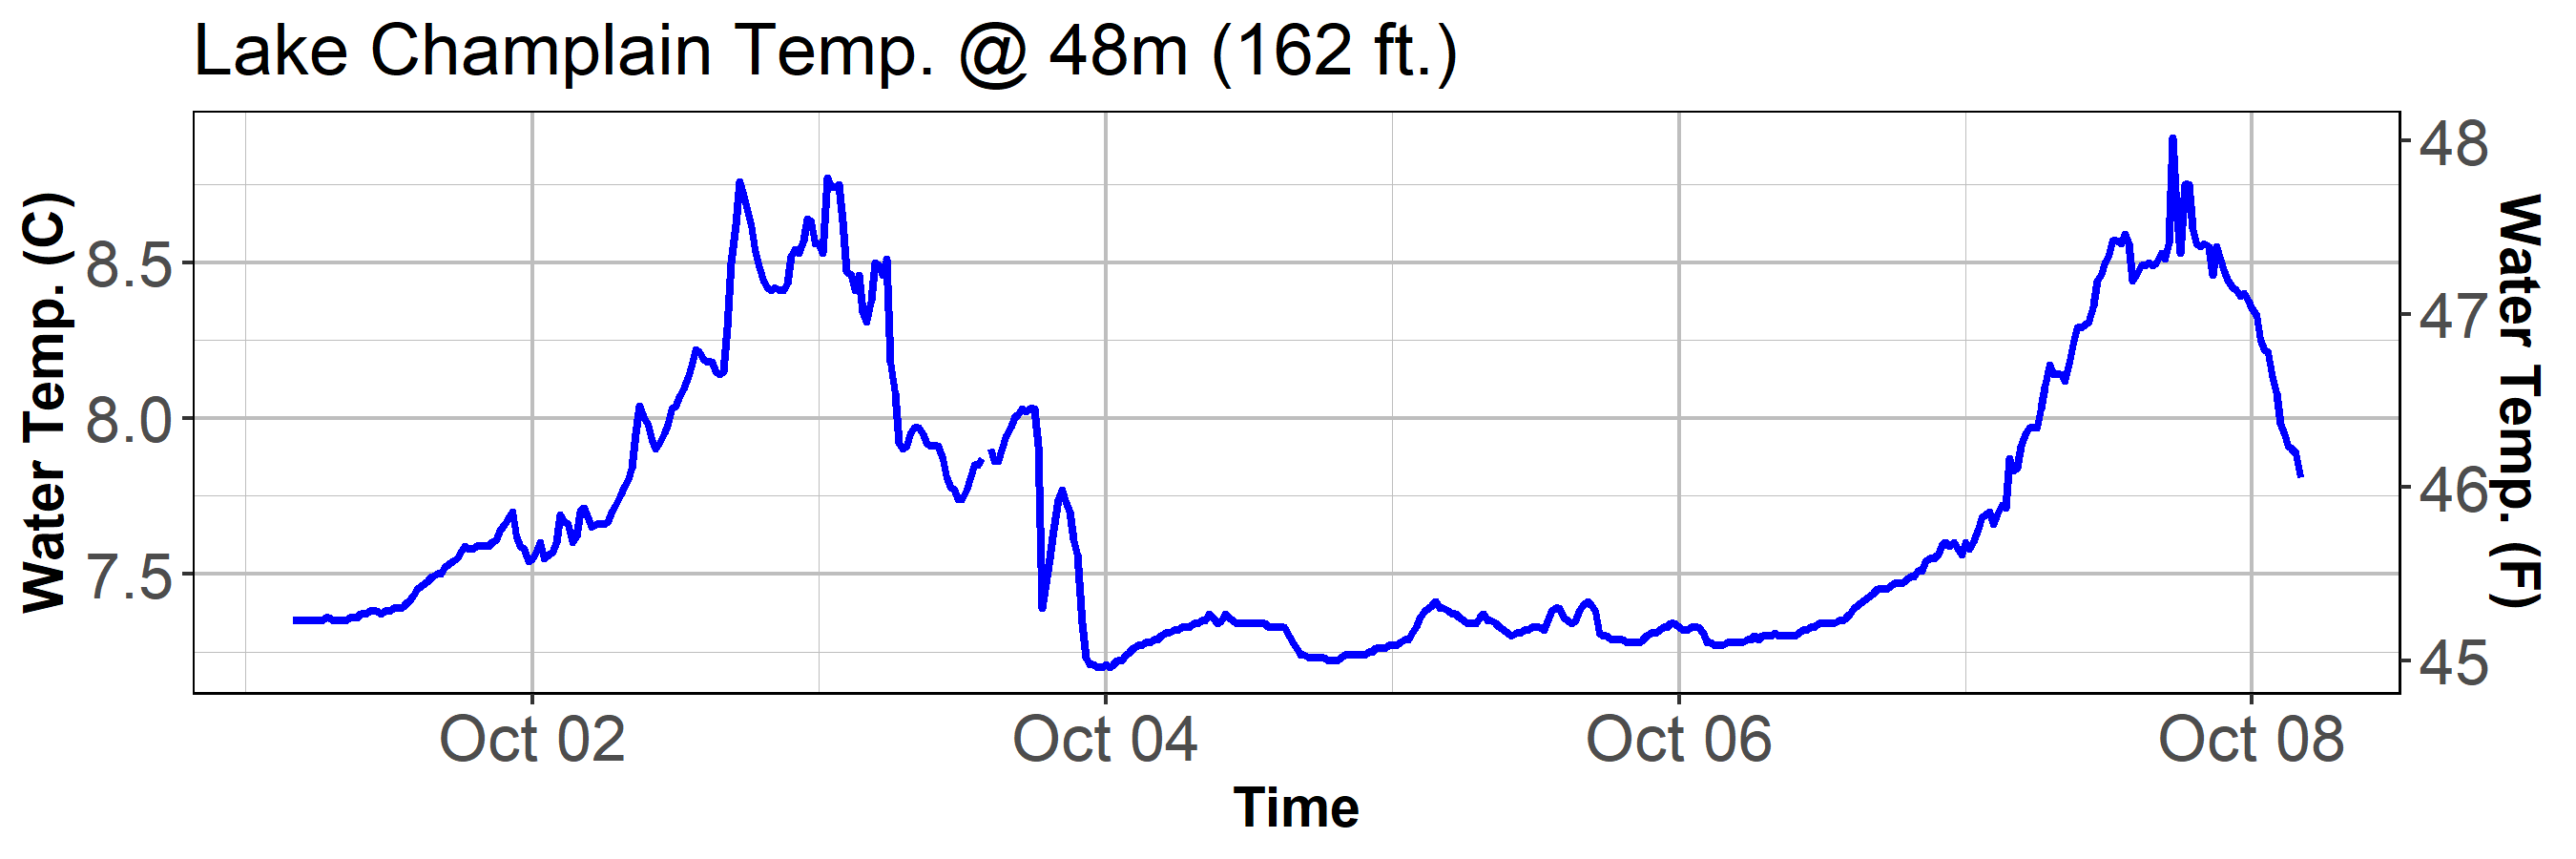 Lake Champlain Temp. @ 48m (162 ft.)
Water Temp. (C)
8.5
8.0
7.5
48
47
46
45
Water Temp. (F)
Oct 02 Oct 04 Oct 06 Oct 08
Time